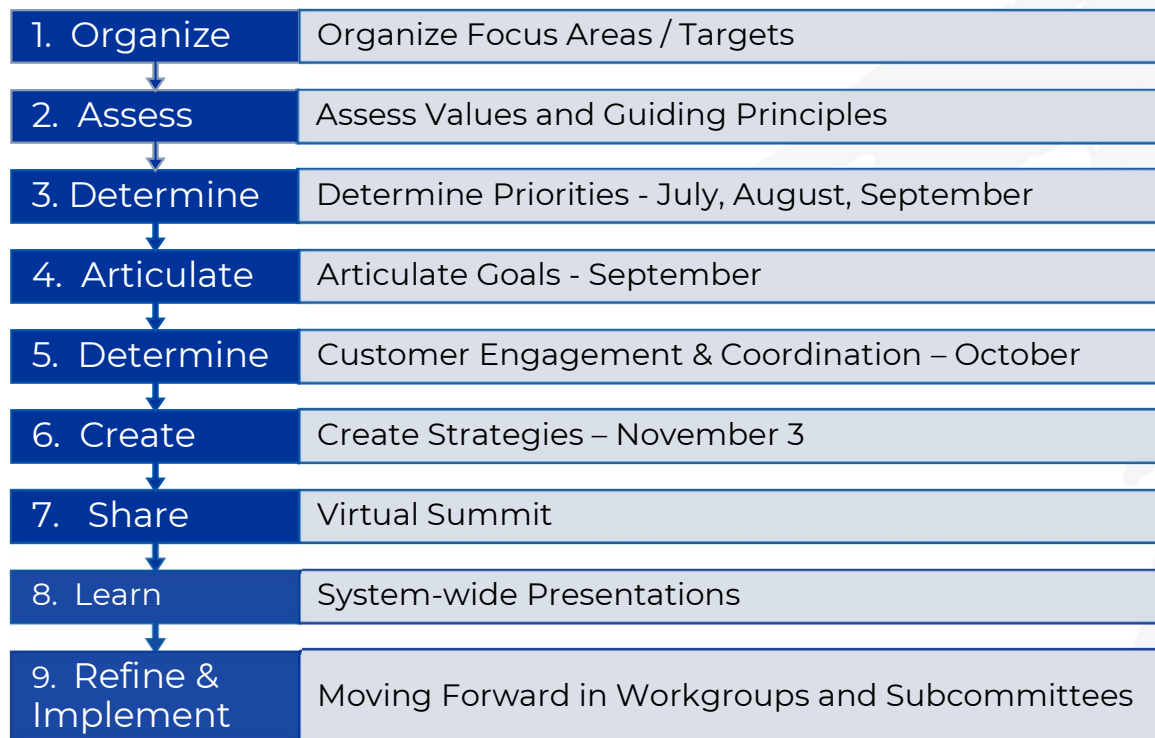 1. Organize
Organize Focus Areas / Targets
2. Assess
Assess Values and Guiding Principles
3. Determine
Determine Priorities - July, August, September
4. Articulate
Articulate Goals - September
5. Determine
Customer Engagement & Coordination – October
6. Create
Create Strategies – November 3
7. Share
Virtual Summit
8. Learn
System-wide Presentations
9. Refine &
Implement
Moving Forward in Workgroups and Subcommittees